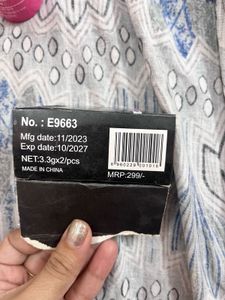 No. : E9663
Mfg date:11/2023
Exp date:10/2027
NET:3.3gx2/pcs
MADE IN CHINA
MRP:299/-